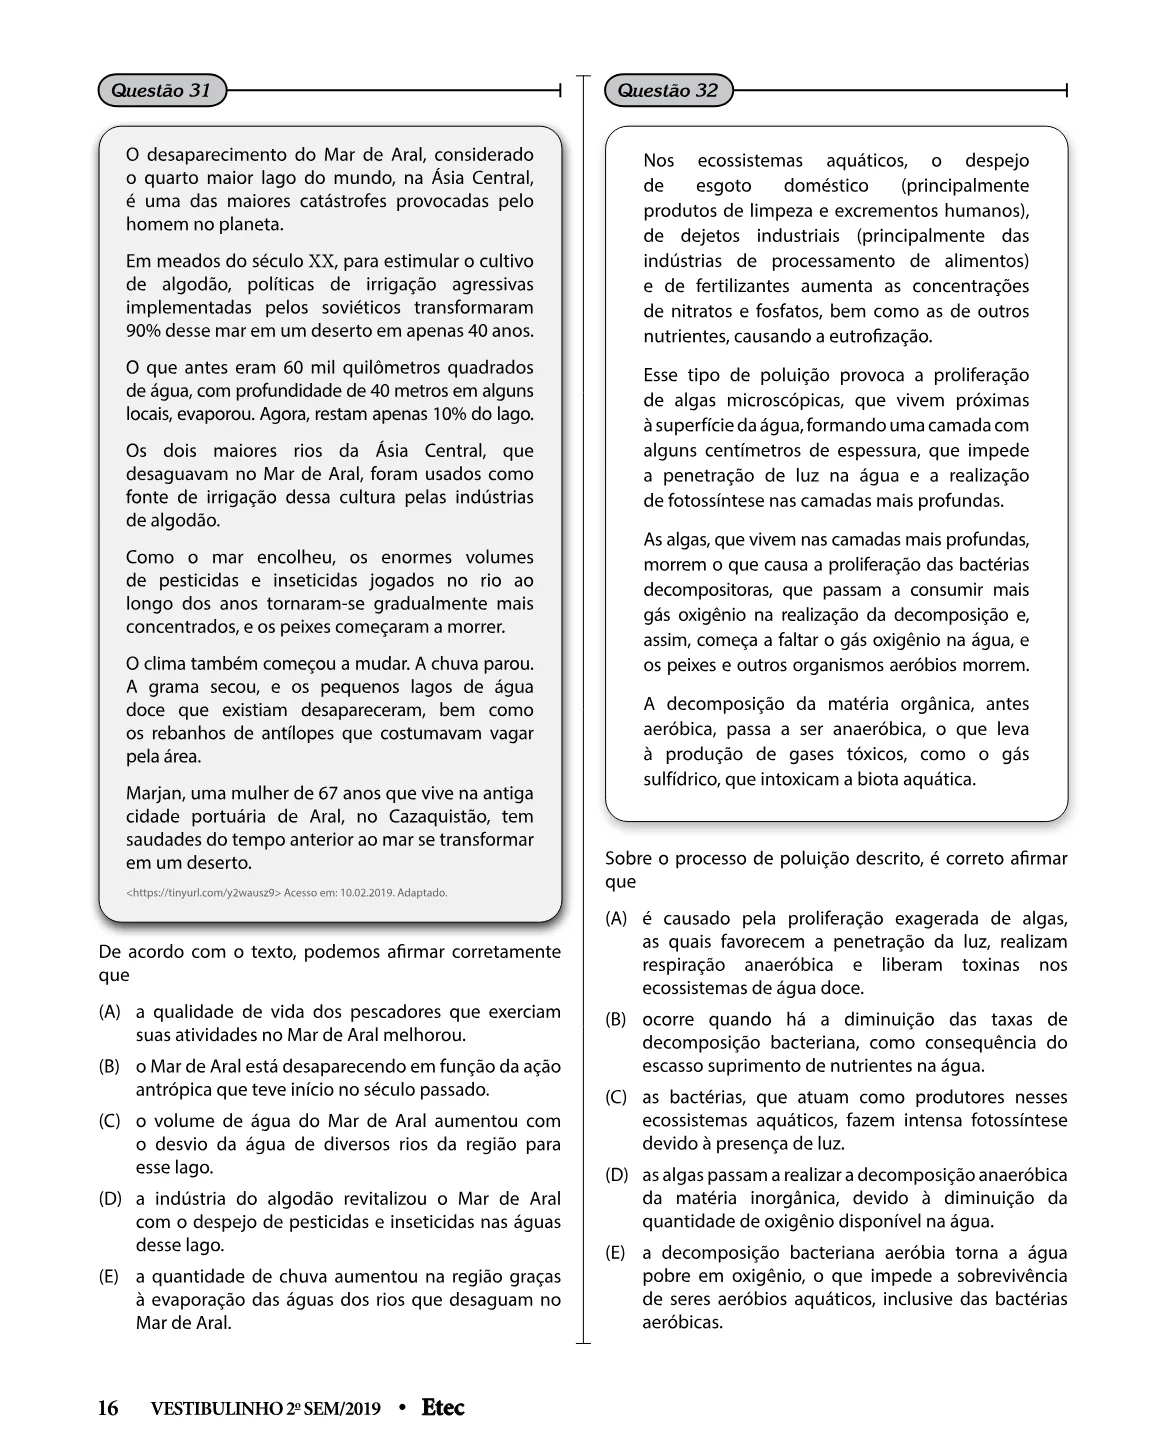 Questão 31
O desaparecimento do Mar de Aral, considerado
o quarto maior lago do mundo, na Ásia Central,
é uma das maiores catástrofes provocadas pelo
homem no planeta.
Em meados do século XX, para estimular o cultivo
de algodão, políticas de irrigação agressivas
implementadas pelos soviéticos transformaram
90% desse mar em um deserto em apenas 40 anos.
O que antes eram 60 mil quilômetros quadrados
de água, com profundidade de 40 metros em alguns
locais, evaporou. Agora, restam apenas 10% do lago.
Os dois maiores rios da Ásia Central, que
desaguavam no Mar de Aral, foram usados como
fonte de irrigação dessa cultura pelas indústrias
de algodão.
Como o mar encolheu, os enormes volumes
de pesticidas e inseticidas jogados no rio ao
longo dos anos tornaram-se gradualmente mais
concentrados, e os peixes começaram a morrer.
O clima também começou a mudar. A chuva parou.
A grama secou, e os pequenos lagos de água
doce que existiam desapareceram, bem como
os rebanhos de antílopes que costumavam vagar
pela área.
Marjan, uma mulher de 67 anos que vive na antiga
cidade portuária de Aral, no Cazaquistão, tem
saudades do tempo anterior ao mar se transformar
em um deserto.
<https://tinyurl.com/y2wausz9> Acesso em: 10.02.2019. Adaptado.
De acordo com o texto, podemos afirmar corretamente
que
(A) a qualidade de vida dos pescadores que exerciam
suas atividades no Mar de Aral melhorou.
(B) o Mar de Aral está desaparecendo em função da ação
antrópica que teve início no século passado.
(C) o volume de água do Mar de Aral aumentou com
o desvio da água de diversos rios da região para
esse lago.
(D) a indústria do algodão revitalizou o Mar de Aral
com o despejo de pesticidas e inseticidas nas águas
desse lago.
(E) a quantidade de chuva aumentou na região graças
à evaporação das águas dos rios que desaguam no
Mar de Aral.
Questão 32
Nos ecossistemas aquáticos, o despejo
de esgoto doméstico (principalmente
produtos de limpeza e excrementos humanos),
de dejetos industriais (principalmente das
indústrias de processamento de alimentos)
e de fertilizantes aumenta as concentrações
de nitratos e fosfatos, bem como as de outros
nutrientes, causando a eutrofização.
Esse tipo de poluição provoca a proliferação
de algas microscópicas, que vivem próximas
à superfície da água, formando uma camada com
alguns centímetros de espessura, que impede
a penetração de luz na água e a realização
de fotossíntese nas camadas mais profundas.
As algas, que vivem nas camadas mais profundas,
morrem o que causa a proliferação das bactérias
decompositoras, que passam a consumir mais
gás oxigênio na realização da decomposição e,
assim, começa a faltar o gás oxigênio na água, e
os peixes e outros organismos aeróbios morrem.
A decomposição da matéria orgânica, antes
aeróbica, passa a ser anaeróbica, o que leva
à produção de gases tóxicos, como o gás
sulfídrico, que intoxicam a biota aquática.
Sobre o processo de poluição descrito, é correto afirmar
que
(A) é causado pela proliferação exagerada de algas,
as quais favorecem a penetração da luz, realizam
respiração anaeróbica e liberam toxinas nos
ecossistemas de água doce.
(B) ocorre quando há a diminuição das taxas de
decomposição bacteriana, como consequência do
escasso suprimento de nutrientes na água.
(C) as bactérias, que atuam como produtores nesses
ecossistemas aquáticos, fazem intensa fotossíntese
devido à presença de luz.
(D) as algas passam a realizar a decomposição anaeróbica
da matéria inorgânica, devido à diminuição da
quantidade de oxigênio disponível na água.
(E) a decomposição bacteriana aeróbia torna a água
pobre em oxigênio, o que impede a sobrevivência
de seres aeróbios aquáticos, inclusive das bactérias
aeróbicas.
16 VESTIBULINHO 2º SEM/2019 • Etec